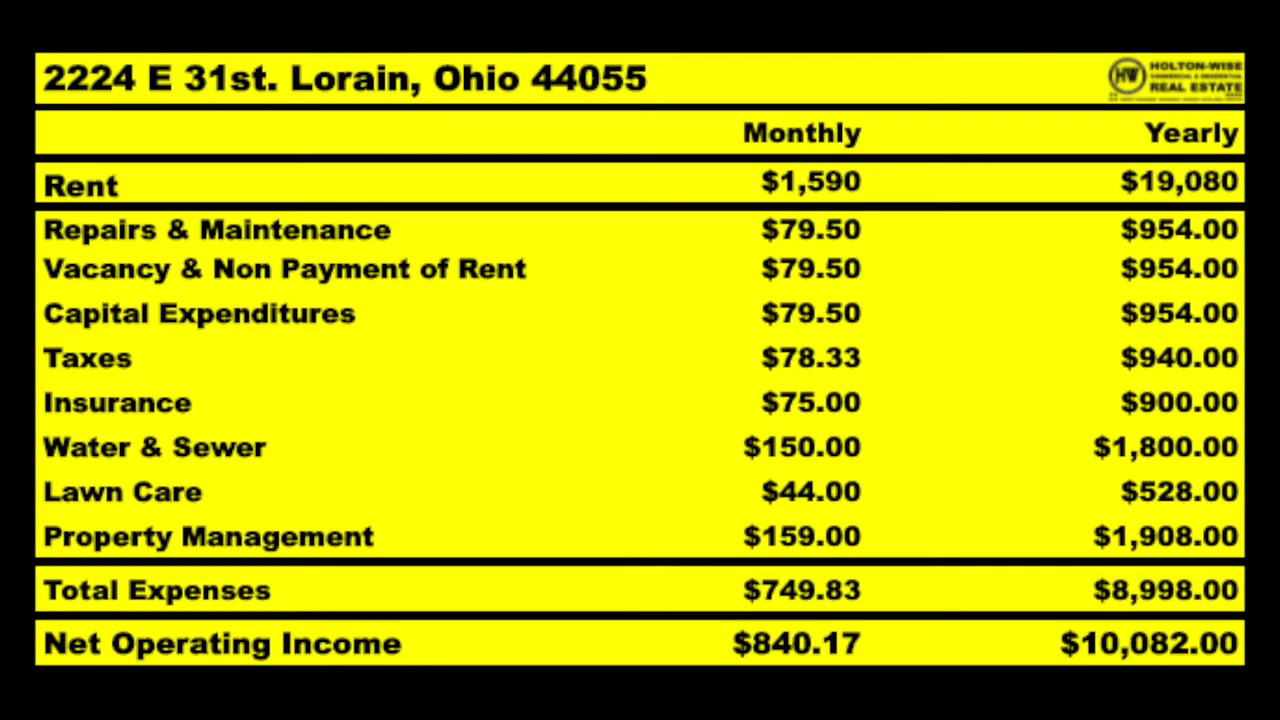 2224 E 31st. Lorain, Ohio 44055
HW
HOLTON-WISE
COMMERCIAL & RESIDENTIAL
REAL ESTATE
Monthly Yearly
Rent $1,590 $19,080
Repairs & Maintenance $79.50 $954.00
Vacancy & Non Payment of Rent $79.50 $954.00
Capital Expenditures $79.50 $954.00
Taxes $78.33 $940.00
Insurance $75.00 $900.00
Water & Sewer $150.00 $1,800.00
Lawn Care $44.00 $528.00
Property Management $159.00 $1,908.00
Total Expenses $749.83 $8,998.00
Net Operating Income $840.17 $10,082.00